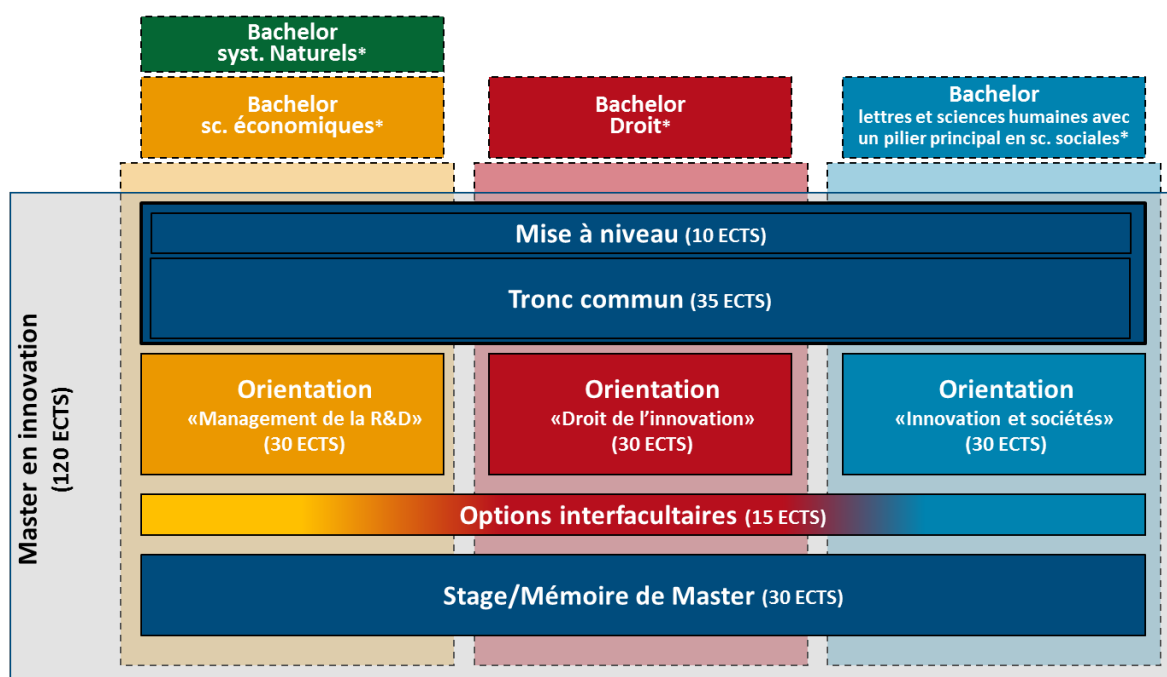 Bachelor
syst. Naturels*
Bachelor
sc. économiques*
Bachelor
Droit*
Bachelor
lettres et sciences humaines avec
un pilier principal en sc. sociales*
Master en innovation
(120 ECTS)
Mise à niveau (10 ECTS)
Tronc commun (35 ECTS)
Orientation
«Management de la R&D»
(30 ECTS)
Orientation
«Droit de l'innovation»
(30 ECTS)
Orientation
«Innovation et sociétés»
(30 ECTS)
Options interfacultaires (15 ECTS)
Stage/Mémoire de Master (30 ECTS)